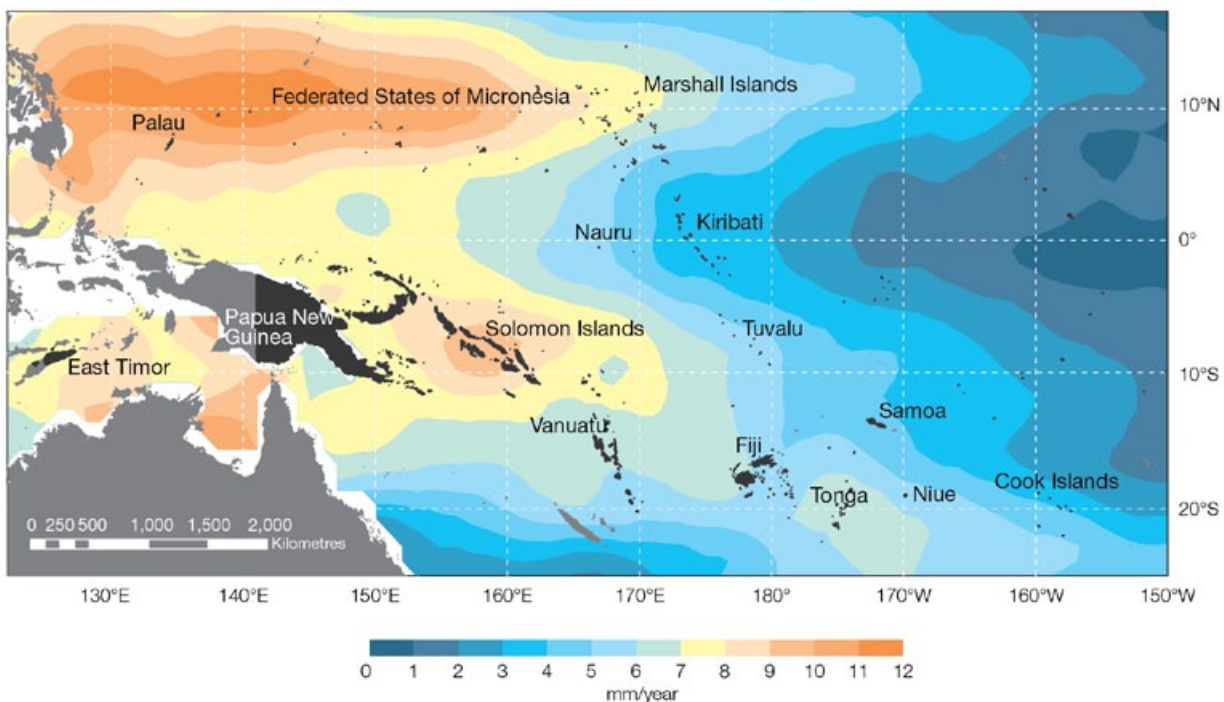 Marshall Islands
Federated States of Micronesia
10°N
Palau
Nauru
Kiribati
0°
Papua New
Guinea
Solomon Islands
Tuvalu
East Timor
10°S
Samoa
Vanuatu
Fiji
Cook Islands
Tonga
Niue
20°S
0 250 500 1,000 1,500 2,000
Kilometres
130°E 140°E 150°E 160°E 170°E 180° 170°W 160°W 150°W
0 1 2 3 4 5 6 7 8 9 10 11 12
mm/year